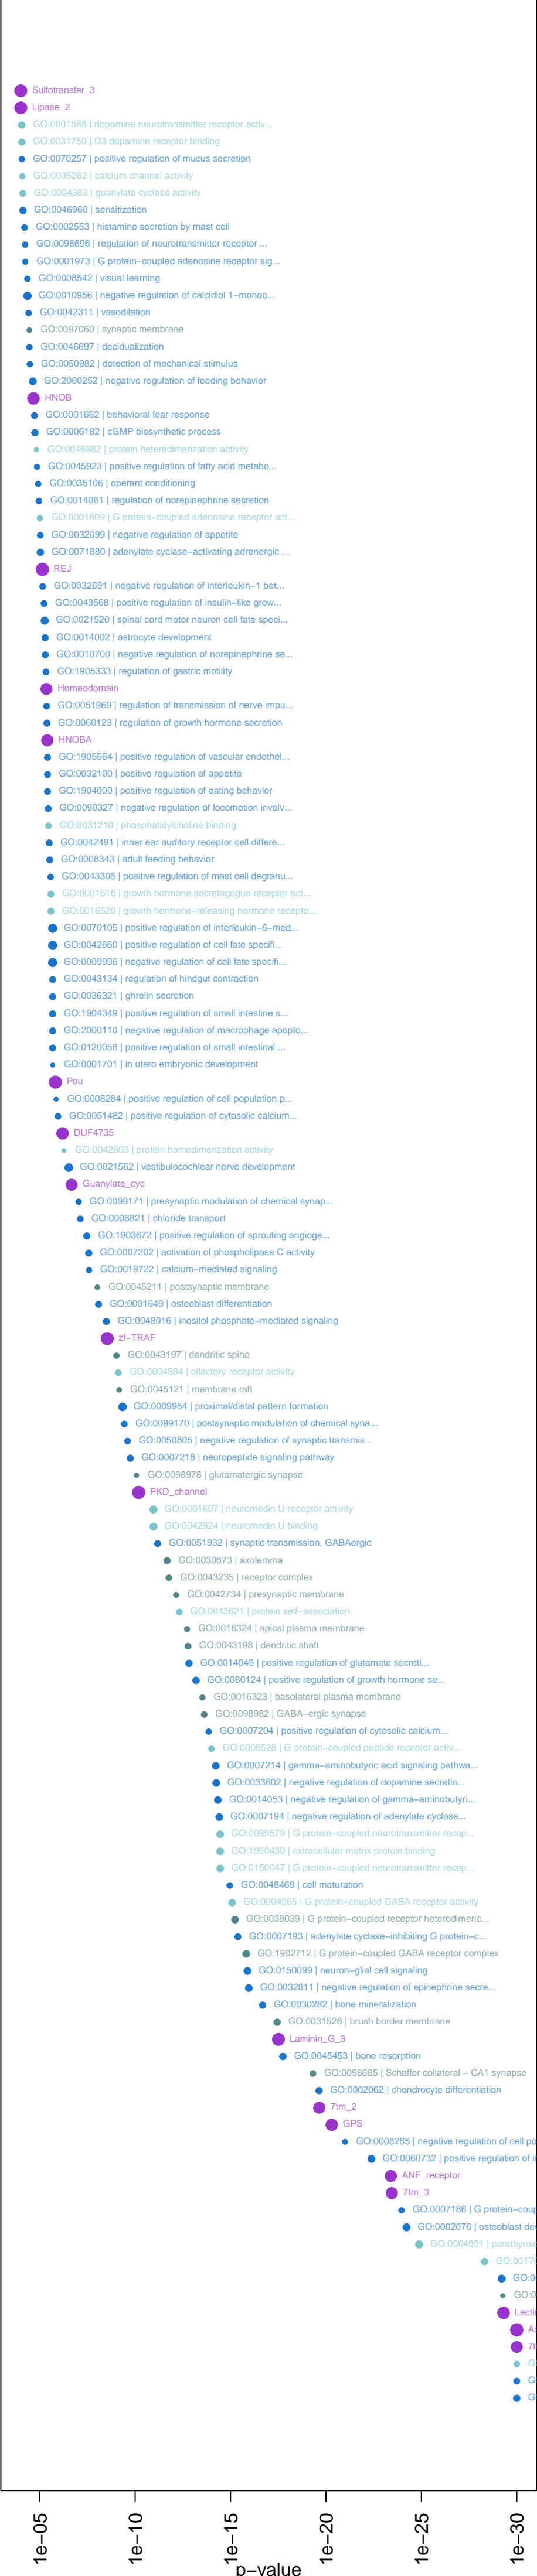 Sulfotransfer_3
Lipase_2
GO:0001588 | dopamine neurotransmitter receptor activ...
GO:0031750 | D3 dopamine receptor binding
GO:0070257 | positive regulation of mucus secretion
GO:0005262 | calcium channel activity
GO:0004383 | guanylate cyclase activity
GO:0046960 | sensitization
GO:0002553 | histamine secretion by mast cell
GO:0098696 | regulation of neurotransmitter receptor ...
GO:0001973 | G protein−coupled adenosine receptor sig...
GO:0008542 | visual learning
GO:0010956 | negative regulation of calcidiol 1−monoo...
GO:0042311 | vasodilation
GO:0097060 | synaptic membrane
GO:0046697 | decidualization
GO:0050982 | detection of mechanical stimulus
GO:2000252 | negative regulation of feeding behavior
HNOB
GO:0001662 | behavioral fear response
GO:0006182 | cGMP biosynthetic process
GO:0046982 | protein heterodimerization activity
GO:0045923 | positive regulation of fatty acid metabo...
GO:0035106 | operant conditioning
GO:0014061 | regulation of norepinephrine secretion
GO:0001609 | G protein−coupled adenosine receptor act...
GO:0032099 | negative regulation of appetite
GO:0071880 | adenylate cyclase−activating adrenergic ...
REJ
GO:0032691 | negative regulation of interleukin−1 bet...
GO:0043568 | positive regulation of insulin−like grow...
GO:0021520 | spinal cord motor neuron cell fate speci...
GO:0014002 | astrocyte development
GO:0010700 | negative regulation of norepinephrine se...
GO:1905333 | regulation of gastric motility
Homeodomain
GO:0051969 | regulation of transmission of nerve impu...
GO:0060123 | regulation of growth hormone secretion
HNOBA
GO:1905564 | positive regulation of vascular endothel...
GO:0032100 | positive regulation of appetite
GO:1904000 | positive regulation of eating behavior
GO:0090327 | negative regulation of locomotion involv...
GO:0031210 | phosphatidylcholine binding
GO:0042491 | inner ear auditory receptor cell differe...
GO:0008343 | adult feeding behavior
GO:0043306 | positive regulation of mast cell degranu...
GO:0001616 | growth hormone secretagogue receptor act...
GO:0016520 | growth hormone−releasing hormone recepto...
GO:0070105 | positive regulation of interleukin−6−med...
GO:0042660 | positive regulation of cell fate specifi...
GO:0009996 | negative regulation of cell fate specifi...
GO:0043134 | regulation of hindgut contraction
GO:0036321 | ghrelin secretion
GO:1904349 | positive regulation of small intestine s...
GO:2000110 | negative regulation of macrophage apopto...
GO:0120058 | positive regulation of small intestinal ...
GO:0001701 | in utero embryonic development
Pou
GO:0008284 | positive regulation of cell population p...
GO:0051482 | positive regulation of cytosolic calcium...
DUF4735
GO:0042803 | protein homodimerization activity
GO:0021562 | vestibulocochlear nerve development
Guanylate_cyc
GO:0099171 | presynaptic modulation of chemical synap...
GO:0006821 | chloride transport
GO:1903672 | positive regulation of sprouting angioge...
GO:0007202 | activation of phospholipase C activity
GO:0019722 | calcium−mediated signaling
GO:0045211 | postsynaptic membrane
GO:0001649 | osteoblast differentiation
GO:0048016 | inositol phosphate−mediated signaling
zf−TRAF
GO:0043197 | dendritic spine
GO:0004984 | olfactory receptor activity
GO:0045121 | membrane raft
GO:0009954 | proximal/distal pattern formation
GO:0099170 | postsynaptic modulation of chemical syna...
GO:0050805 | negative regulation of synaptic transmis...
GO:0007218 | neuropeptide signaling pathway
GO:0098978 | glutamatergic synapse
PKD_channel
GO:0001607 | neuromedin U receptor activity
GO:0042924 | neuromedin U binding
GO:0051932 | synaptic transmission, GABAergic
GO:0030673 | axolemma
GO:0043235 | receptor complex
GO:0042734 | presynaptic membrane
GO:0043621 | protein self−association
GO:0016324 | apical plasma membrane
GO:0043198 | dendritic shaft
GO:0014049 | positive regulation of glutamate secreti...
GO:0060124 | positive regulation of growth hormone se...
GO:0016323 | basolateral plasma membrane
GO:0098982 | GABA−ergic synapse
GO:0007204 | positive regulation of cytosolic calcium...
GO:0008528 | G protein−coupled peptide receptor activ...
GO:0007214 | gamma−aminobutyric acid signaling pathwa...
GO:0033602 | negative regulation of dopamine secretio...
GO:0014053 | negative regulation of gamma−aminobutyri...
GO:0007194 | negative regulation of adenylate cyclase...
GO:0099579 | G protein−coupled neurotransmitter recep...
GO:1990430 | extracellular matrix protein binding
GO:0150047 | G protein−coupled neurotransmitter recep...
GO:0048469 | cell maturation
GO:0004965 | G protein−coupled GABA receptor activity
GO:0038039 | G protein−coupled receptor heterodimeric...
GO:0007193 | adenylate cyclase−inhibiting G protein−c...
GO:1902712 | G protein−coupled GABA receptor complex
GO:0150099 | neuron−glial cell signaling
GO:0032811 | negative regulation of epinephrine secre...
GO:0030282 | bone mineralization
GO:0031526 | brush border membrane
Laminin_G_3
GO:0045453 | bone resorption
GO:0098685 | Schaffer collateral − CA1 synapse
GO:0002062 | chondrocyte differentiation
7tm_2
GPS
GO:0008285 | negative regulation of cell po
GO:0060732 | positive regulation of i
ANF_receptor
7tm_3
GO:0007186 | G protein−coup
GO:0002076 | osteoblast de
GO:0004991 | parathyroi
GO:0017
GO:0
GO:0
Lecti
A
7t
G
G
G
1e−05
1e−10
1e−15
1e−20
1e−25
1e−30
p−value